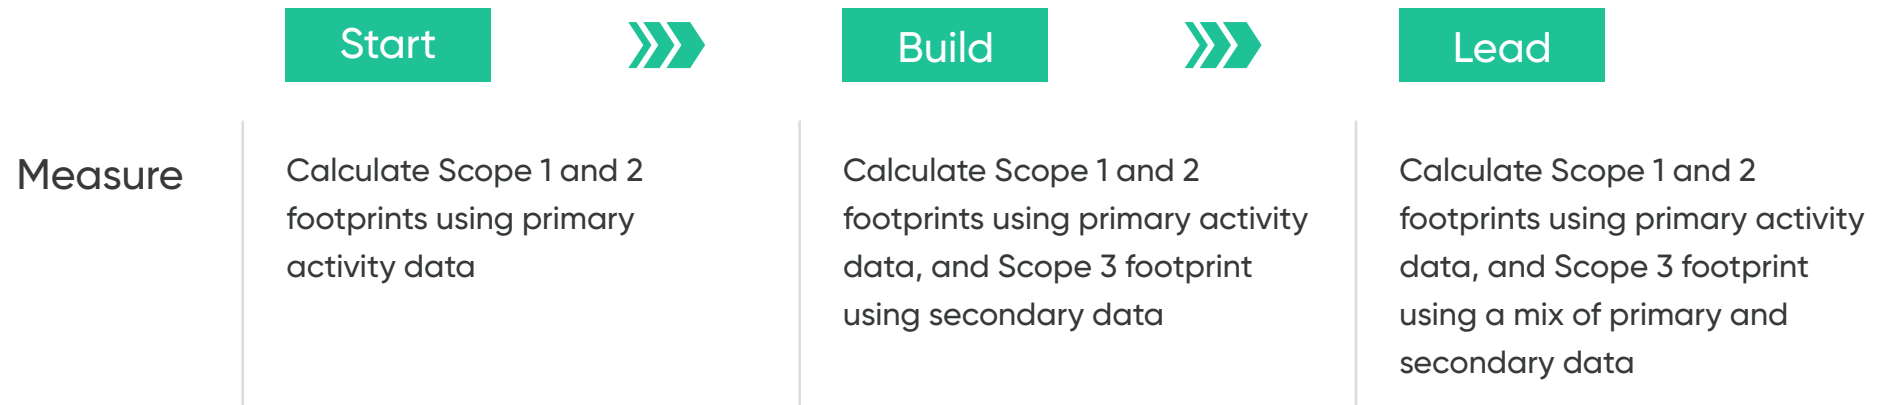 Start
Build
Lead
Measure
Calculate Scope 1 and 2
footprints using primary
activity data
Calculate Scope 1 and 2
footprints using primary activity
data, and Scope 3 footprint
using secondary data
Calculate Scope 1 and 2
footprints using primary activity
data, and Scope 3 footprint
using a mix of primary and
secondary data